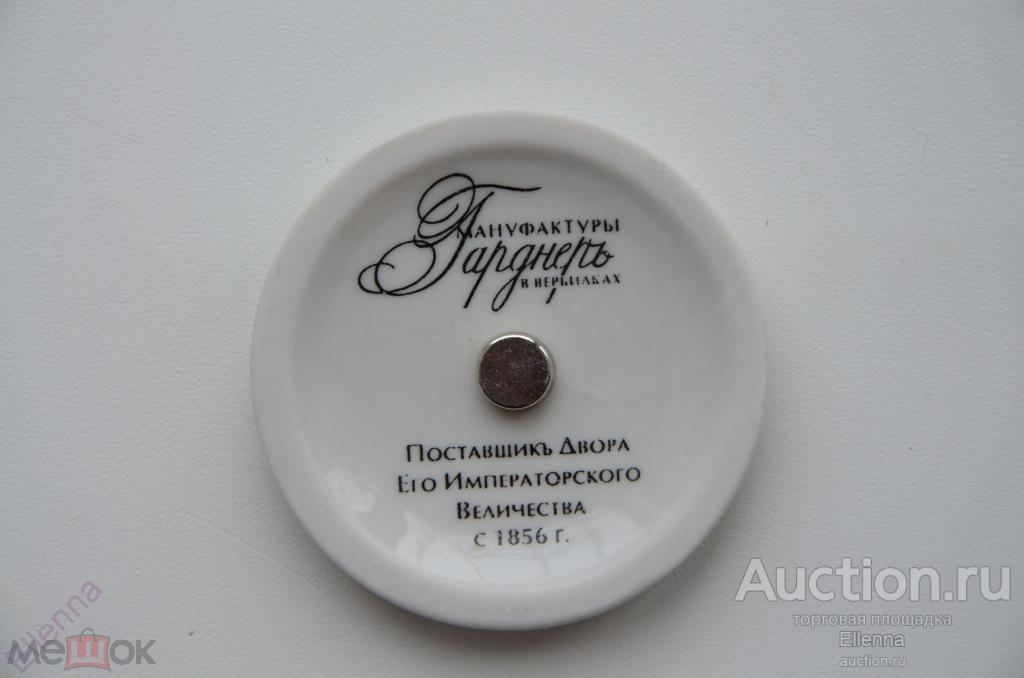 МАНУФАКТУРЫ
Гарднеръ
В ВЕРБИЛКАХ
ПОСТАВЩИКЪ ДВОРА
ЕГО ИМПЕРАТОРСКОГО
ВЕЛИЧЕСТВА
С 1856 Г.
Auction.ru
торговая площадка
Ellenna
auction.ru
Ellenna
мешок